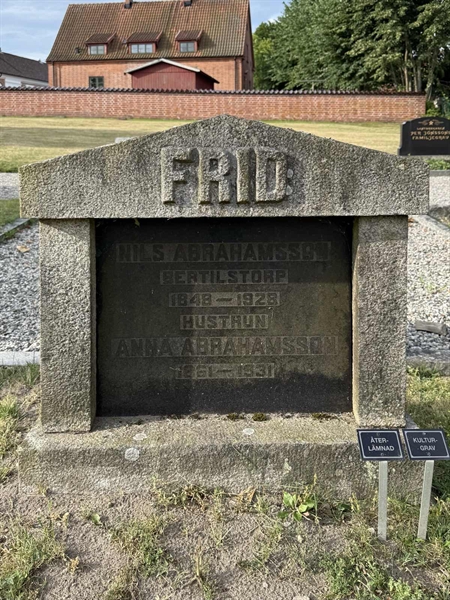 FRID
NILS ABRAHAMSSON
BERTILSTORP
1848 — 1928
HUSTRUN
ANNA ABRAHAMSSON
1861 — 1931
ÅTER-
LÄMNAD
KULTUR-
GRAV